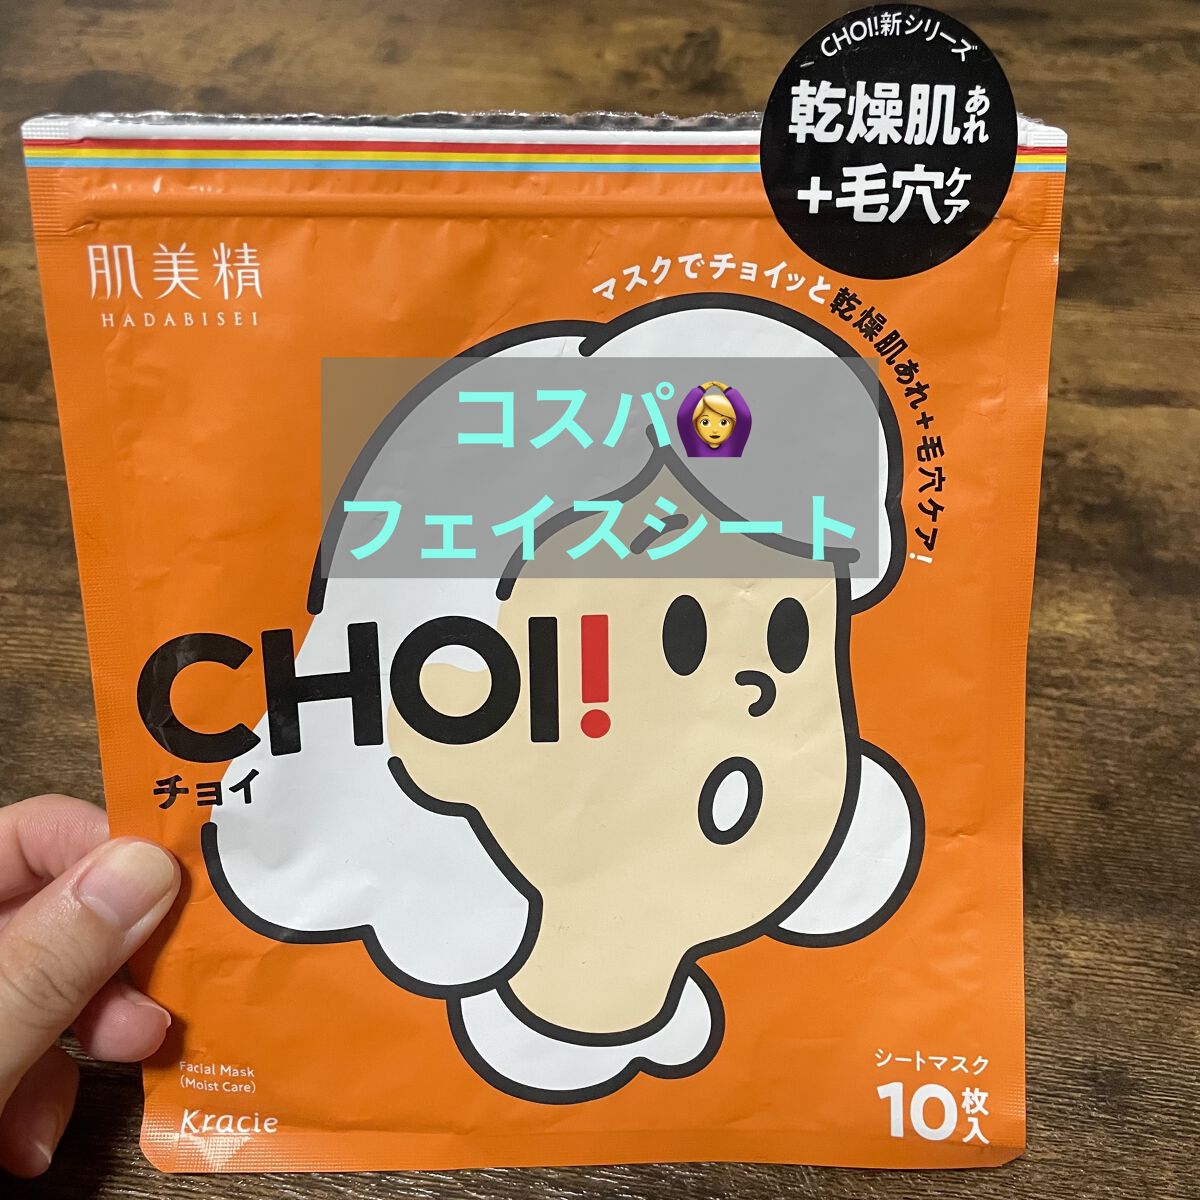 CHOI!新シリーズ
乾燥肌あれ
+毛穴ケア
肌美精
HADABISEI
マスクでチョイッと乾燥肌あれ+毛穴ケア!
コスパ🙆‍♀️
フェイスシート
CHOI!
チョイ
Facial Mask
(Moist Care)
Kracie
シートマスク
10枚入